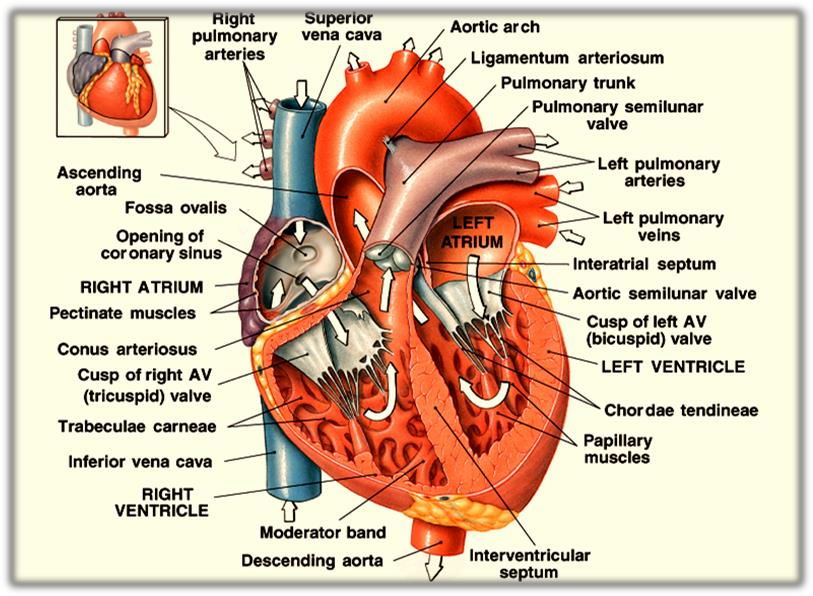 Right
pulmonary
arteries
Superior
vena cava
Aortic arch
Ligamentum arteriosum
Pulmonary trunk
Pulmonary semilunar
valve
Left pulmonary
arteries
Left pulmonary
veins
Interatrial septum
Aortic semilunar valve
Cusp of left AV
(bicuspid) valve
LEFT VENTRICLE
Chordae tendineae
Papillary
muscles
Interventricular
septum
LEFT
ATRIUM
Ascending
aorta
Fossa ovalis
Opening of
coronary sinus
RIGHT ATRIUM
Pectinate muscles
Conus arteriosus
Cusp of right AV
(tricuspid) valve
Trabeculae carneae
Inferior vena cava
RIGHT
VENTRICLE
Moderator band
Descending aorta